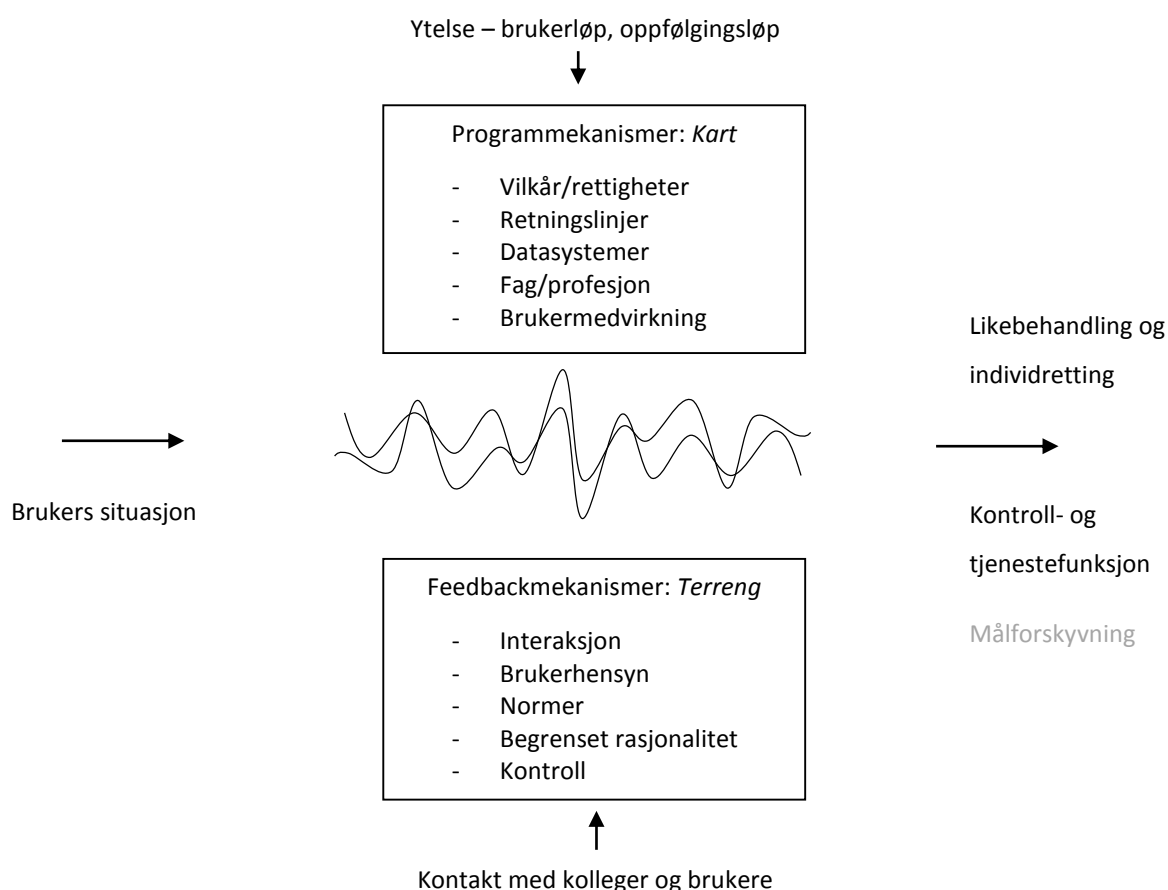 Ytelse – brukerløp, oppfølgingsløp
Programmekanismer: Kart
- Vilkår/rettigheter
- Retningslinjer
- Datasystemer
- Fag/profesjon
- Brukermedvirkning
Brukers situasjon
Likebehandling og
individretting
Kontroll- og
tjenestefunksjon
Målforskyvning
Feedbackmekanismer: Terreng
- Interaksjon
- Brukerhensyn
- Normer
- Begrenset rasjonalitet
- Kontroll
Kontakt med kolleger og brukere